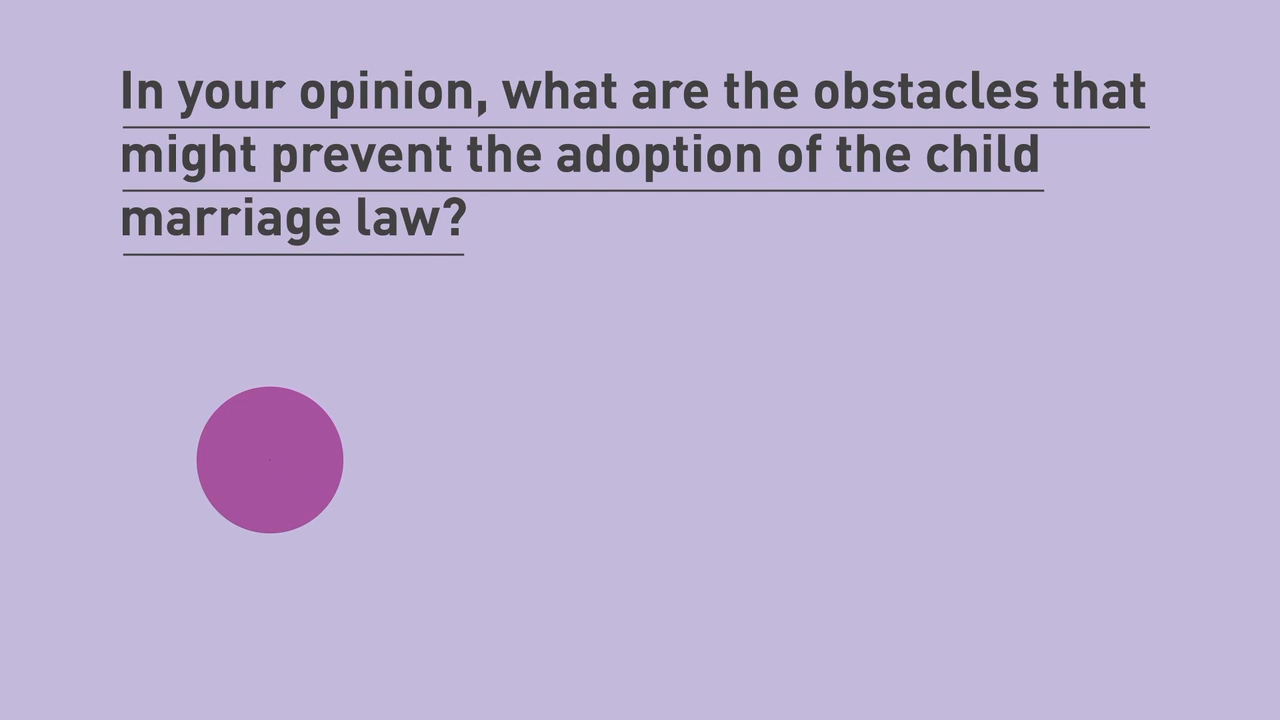 In your opinion, what are the obstacles that
might prevent the adoption of the child
marriage law?